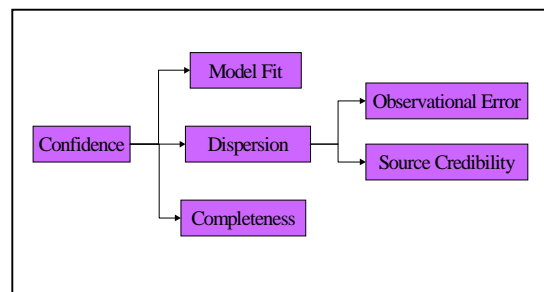 Model Fit
Observational Error
Confidence
Dispersion
Source Credibility
Completeness